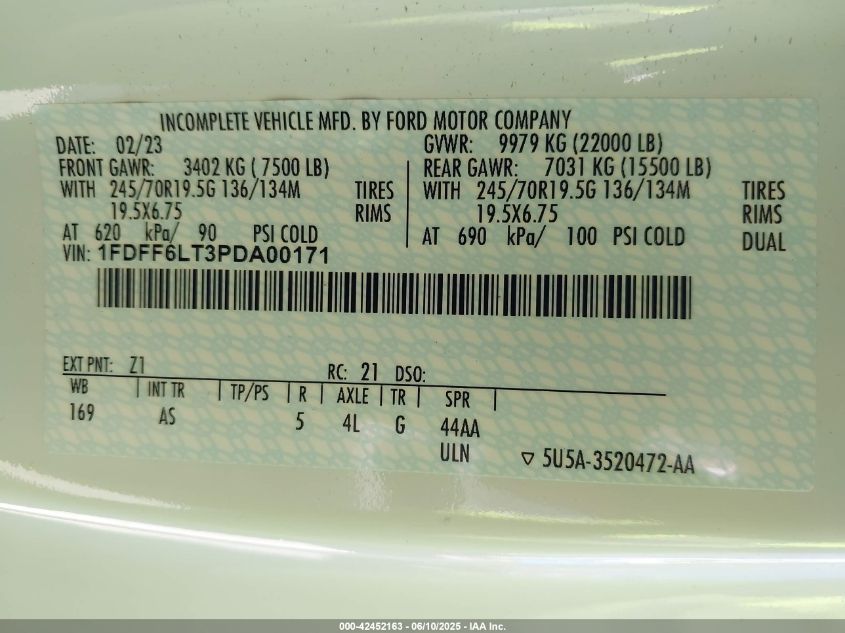 INCOMPLETE VEHICLE MFD. BY FORD MOTOR COMPANY
DATE: 02/23 GVWR: 9979 KG (22000 LB)
FRONT GAWR: 3402 KG ( 7500 LB) REAR GAWR: 7031 KG (15500 LB)
WITH 245/70R19.5G 136/134M TIRES WITH 245/70R19.5G 136/134M TIRES
19.5X6.75 RIMS 19.5X6.75 RIMS
AT 620 kPa/ 90 PSI COLD AT 690 kPa/ 100 PSI COLD DUAL
VIN: 1FDFF6LT3PDA00171
EXT PNT: Z1 RC: 21 DSO:
WB INT TR TP/PS R AXLE TR SPR
169 AS 5 4L G 44AA
ULN ▽ 5U5A-3520472-AA
000-42452163 - 06/10/2025 - IAA Inc.